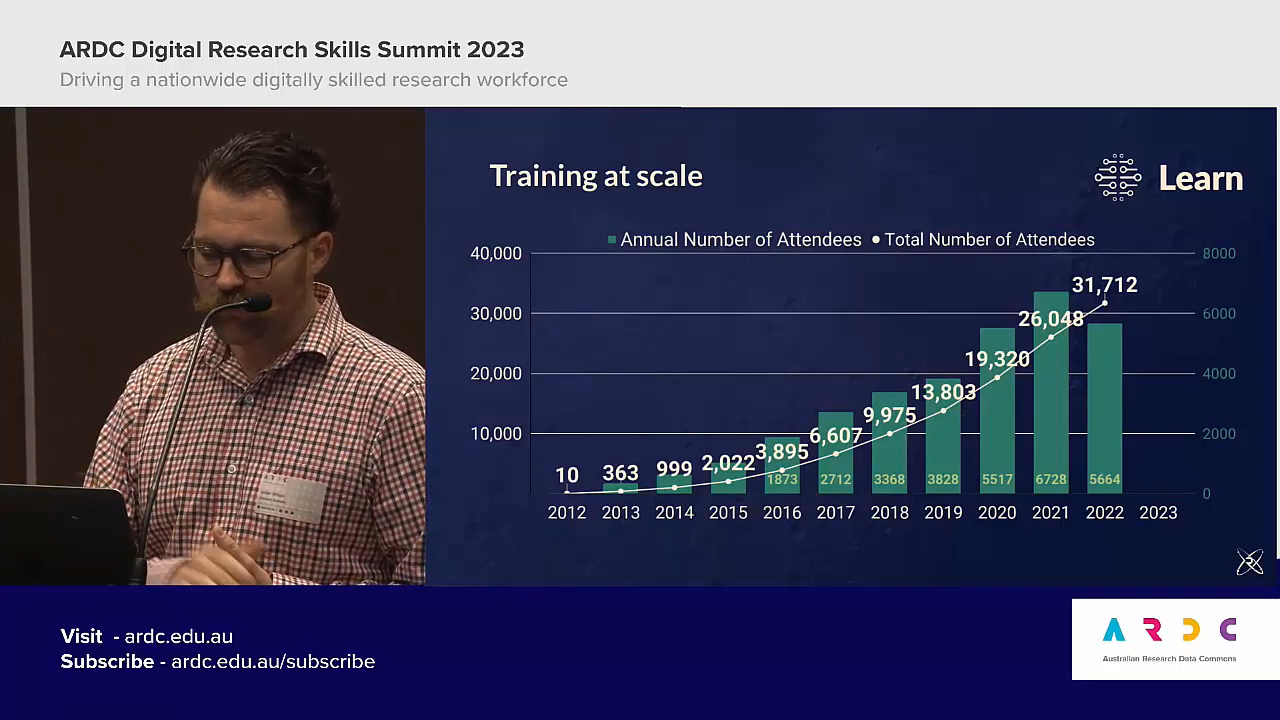 ARDC Digital Research Skills Summit 2023
Driving a nationwide digitally skilled research workforce
Training at scale
Learn
Annual Number of Attendees
Total Number of Attendees
40,000
30,000
20,000
10,000
8000
6000
4000
2000
0
10
363
999
2,022
3,895
6,607
9,975
13,803
19,320
26,048
31,712
1873
2712
3368
3828
5517
6728
5664
2012 2013 2014 2015 2016 2017 2018 2019 2020 2021 2022 2023
ARDC
Visit - ardc.edu.au
Subscribe - ardc.edu.au/subscribe
ARDC
Australian Research Data Commons